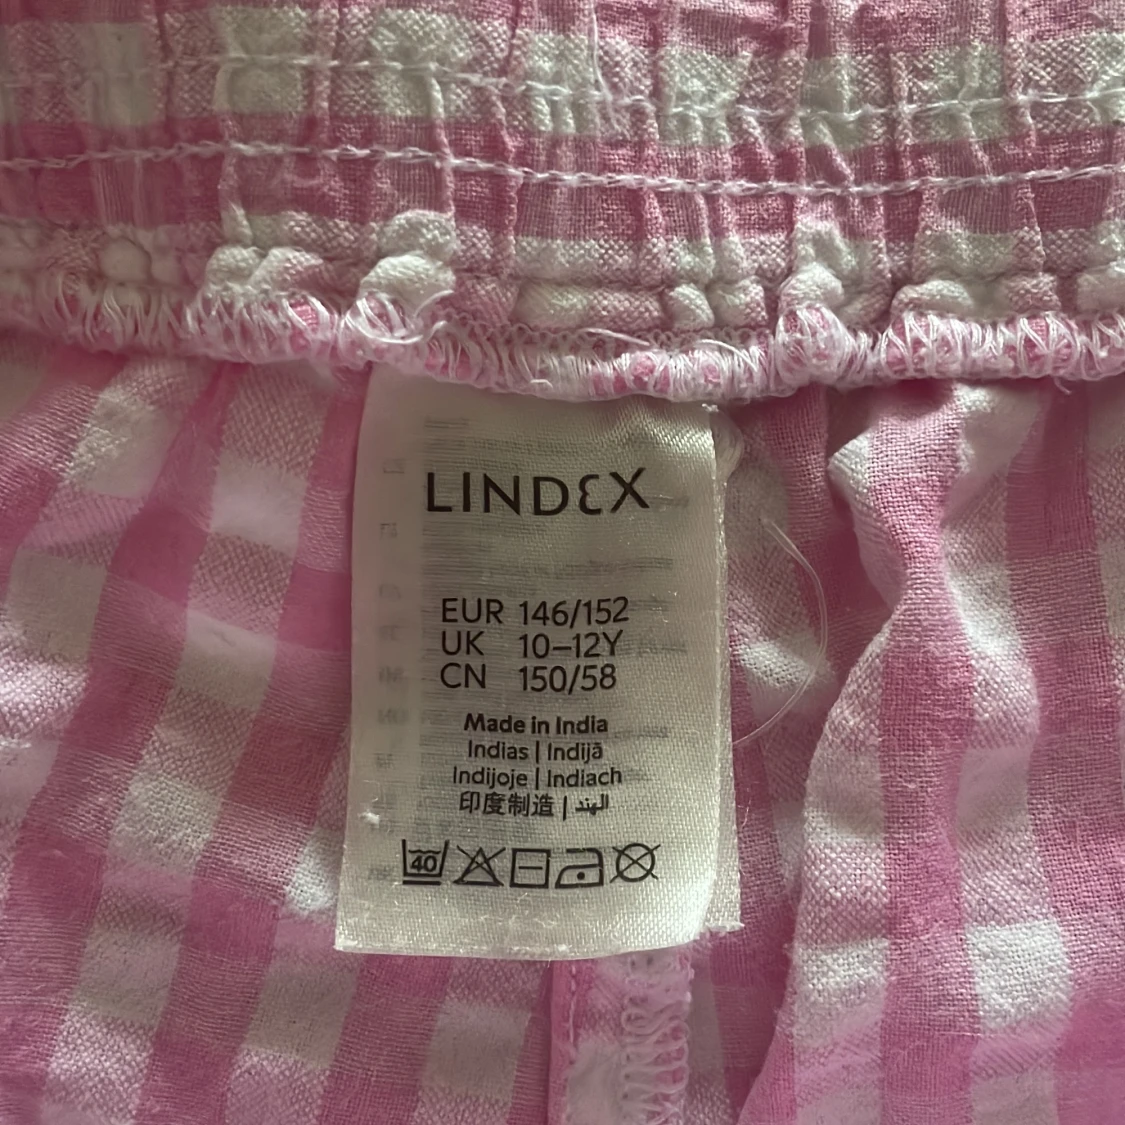 LINDEX
EUR 146/152
UK 10–12Y
CN 150/58
Made in India
Indias | Indijā
Indijoje | Indiach
印度制造 | الهند
40